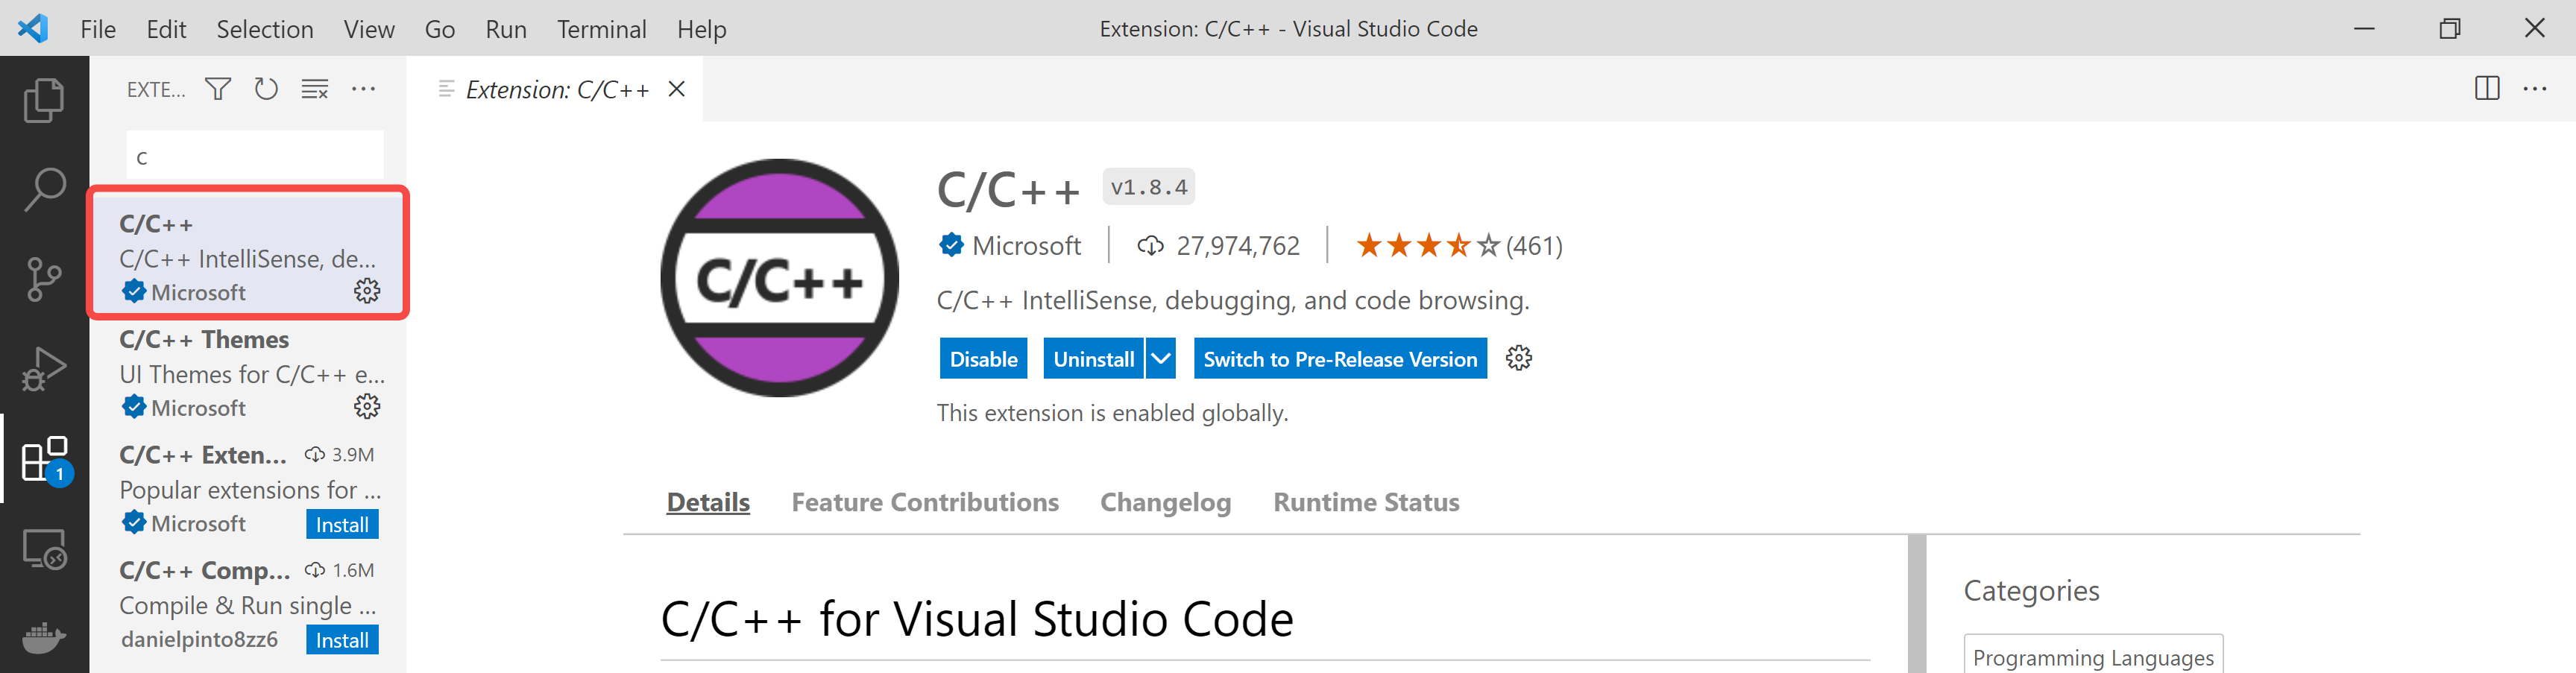 File Edit Selection View Go Run Terminal Help
Extension: C/C++ - Visual Studio Code
EXTE...
Extension: C/C++
c
C/C++
C/C++ IntelliSense, de...
Microsoft
C/C++ Themes
UI Themes for C/C++ e...
Microsoft
C/C++ Exten... 3.9M
Popular extensions for ...
Microsoft Install
C/C++ Comp... 1.6M
Compile & Run single ...
danielpinto8zz6 Install
1
C/C++
C/C++ v1.8.4
Microsoft 27,974,762 (461)
C/C++ IntelliSense, debugging, and code browsing.
Disable Uninstall Switch to Pre-Release Version
This extension is enabled globally.
Details Feature Contributions Changelog Runtime Status
C/C++ for Visual Studio Code
Categories
Programming Languages